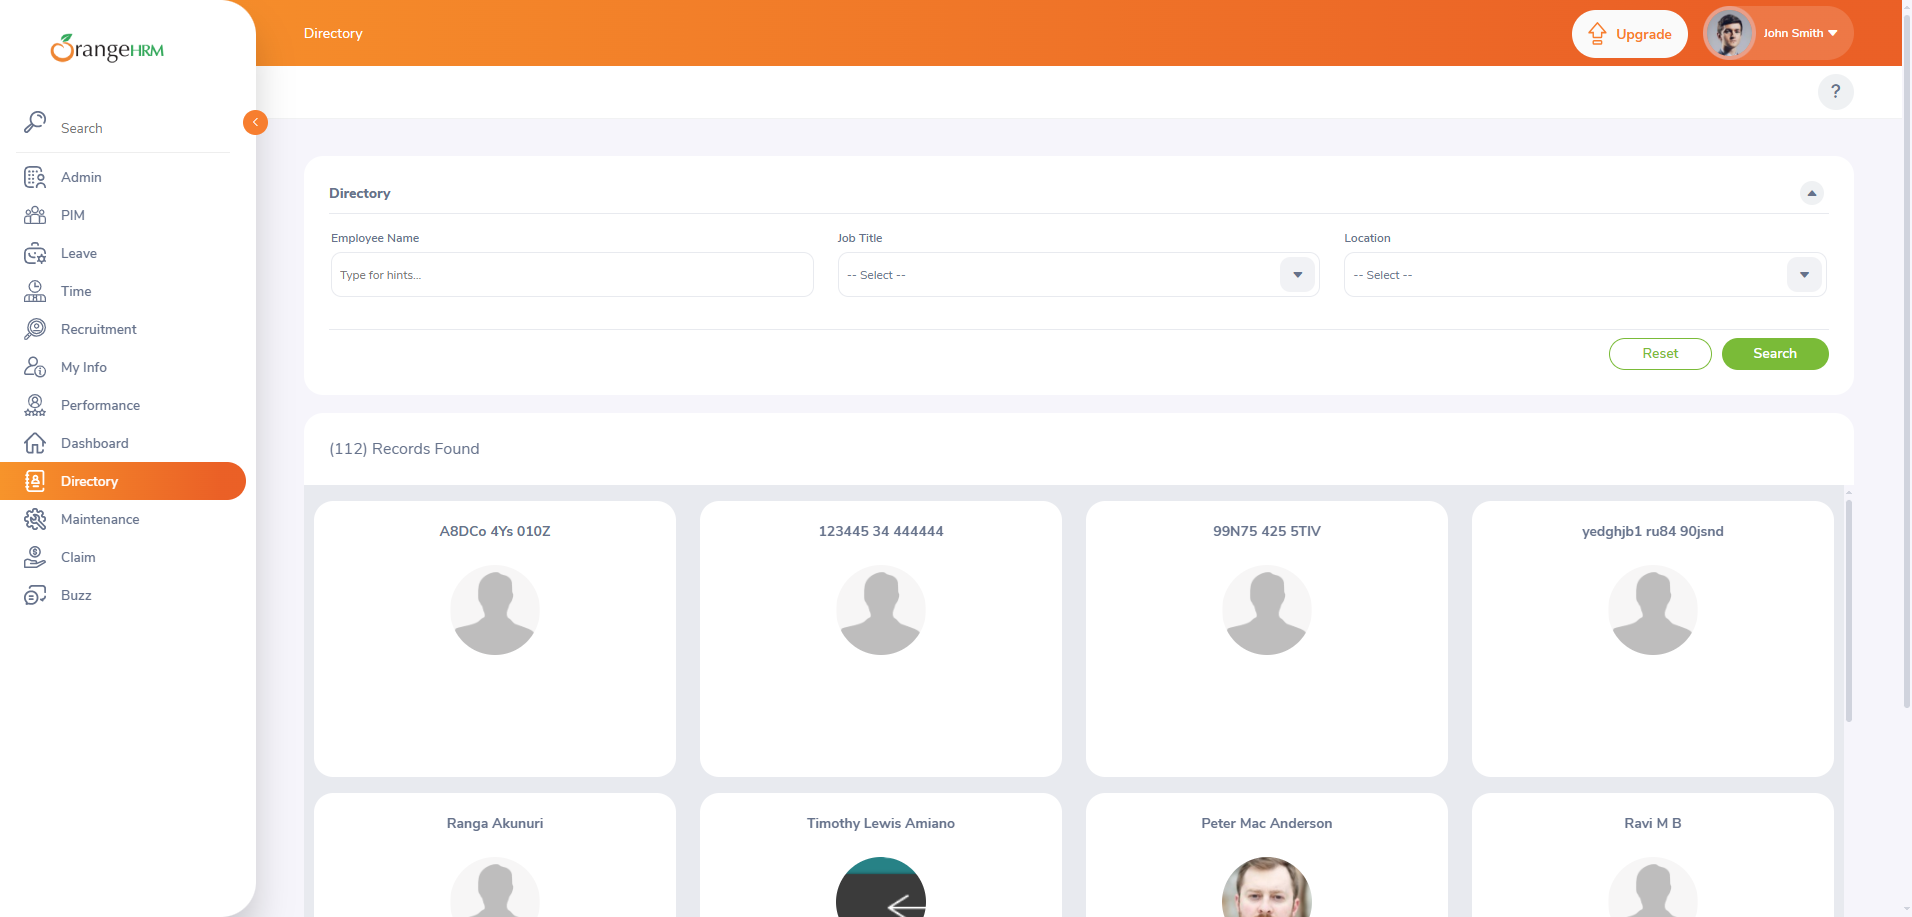 OrangeHRM
Directory
Upgrade
John Smith
?
Search
Admin
PIM
Leave
Time
Recruitment
My Info
Performance
Dashboard
Directory
Maintenance
Claim
Buzz
Directory
Employee Name
Job Title
Location
Type for hints...
-- Select --
-- Select --
Reset
Search
(112) Records Found
A8DCo 4Ys 010Z
123445 34 444444
99N75 425 5TIV
yedghjb1 ru84 90jsnd
Ranga Akunuri
Timothy Lewis Amiano
Peter Mac Anderson
Ravi M B